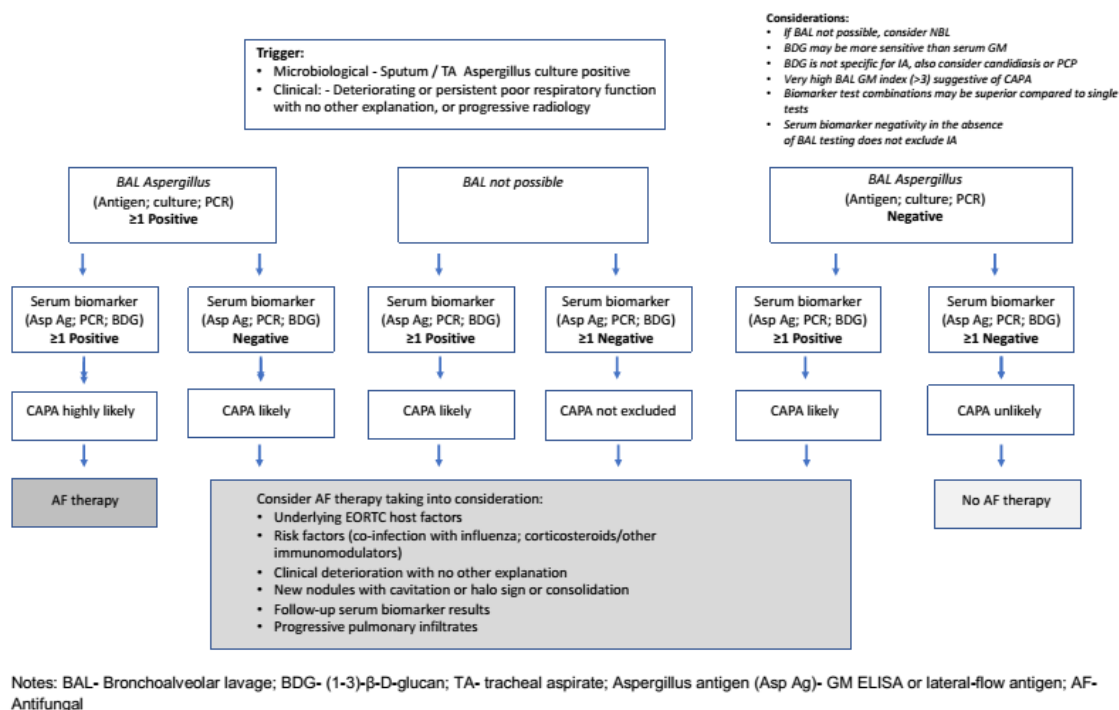 Considerations:
• If BAL not possible, consider NBL
• BDG may be more sensitive than serum GM
• BDG is not specific for IA, also consider candidiasis or PCP
• Very high BAL GM index (>3) suggestive of CAPA
• Biomarker test combinations may be superior compared to single
tests
• Serum biomarker negativity in the absence
of BAL testing does not exclude IA
Trigger:
• Microbiological - Sputum / TA Aspergillus culture positive
• Clinical: - Deteriorating or persistent poor respiratory function
with no other explanation, or progressive radiology
BAL Aspergillus
(Antigen; culture; PCR)
≥1 Positive
BAL not possible
BAL Aspergillus
(Antigen; culture; PCR)
Negative
Serum biomarker
(Asp Ag; PCR; BDG)
≥1 Positive
Serum biomarker
(Asp Ag; PCR; BDG)
Negative
Serum biomarker
(Asp Ag; PCR; BDG)
≥1 Positive
Serum biomarker
(Asp Ag; PCR; BDG)
≥1 Negative
Serum biomarker
(Asp Ag; PCR; BDG)
≥1 Positive
Serum biomarker
(Asp Ag; PCR; BDG)
≥1 Negative
CAPA highly likely
CAPA likely
CAPA likely
CAPA not excluded
CAPA likely
CAPA unlikely
AF therapy
Consider AF therapy taking into consideration:
• Underlying EORTC host factors
• Risk factors (co-infection with influenza; corticosteroids/other
immunomodulators)
• Clinical deterioration with no other explanation
• New nodules with cavitation or halo sign or consolidation
• Follow-up serum biomarker results
• Progressive pulmonary infiltrates
No AF therapy
Notes: BAL- Bronchoalveolar lavage; BDG- (1-3)-β-D-glucan; TA- tracheal aspirate; Aspergillus antigen (Asp Ag)- GM ELISA or lateral-flow antigen; AF-
Antifungal